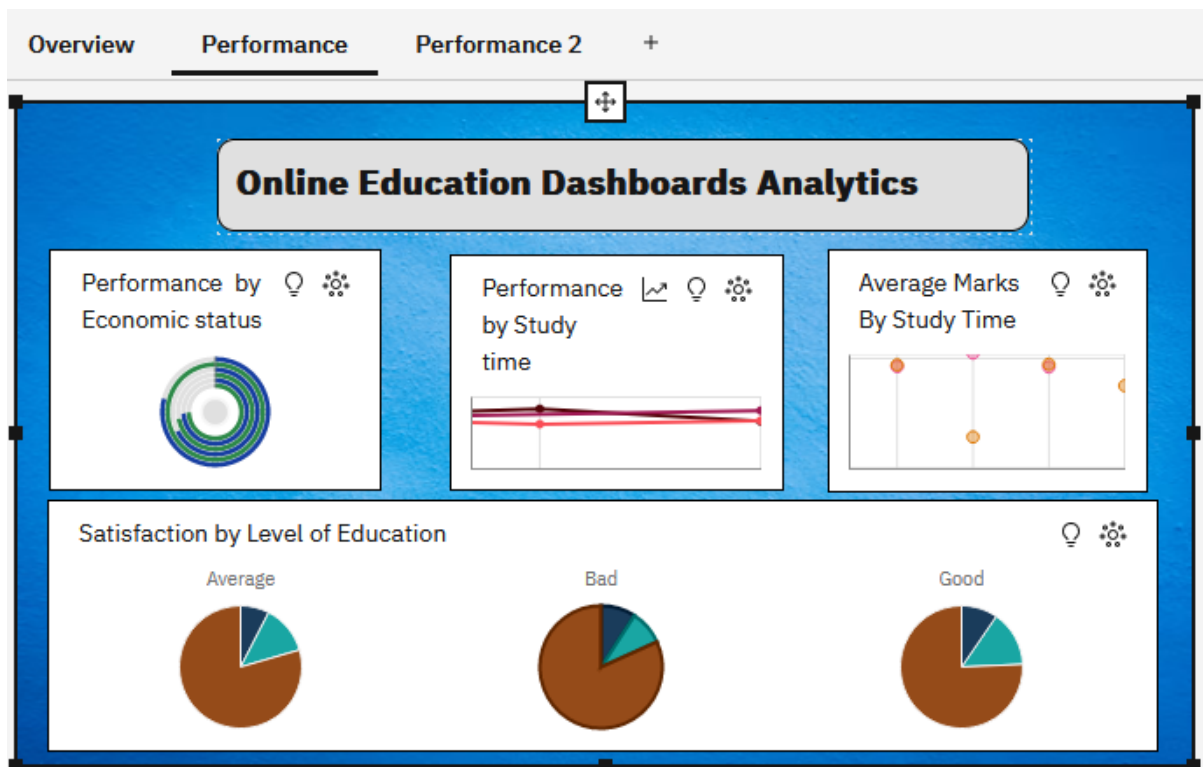 Overview Performance Performance 2 +
Online Education Dashboards Analytics
Performance by
Economic status
Performance
by Study
time
Average Marks
By Study Time
Satisfaction by Level of Education
Average Bad Good